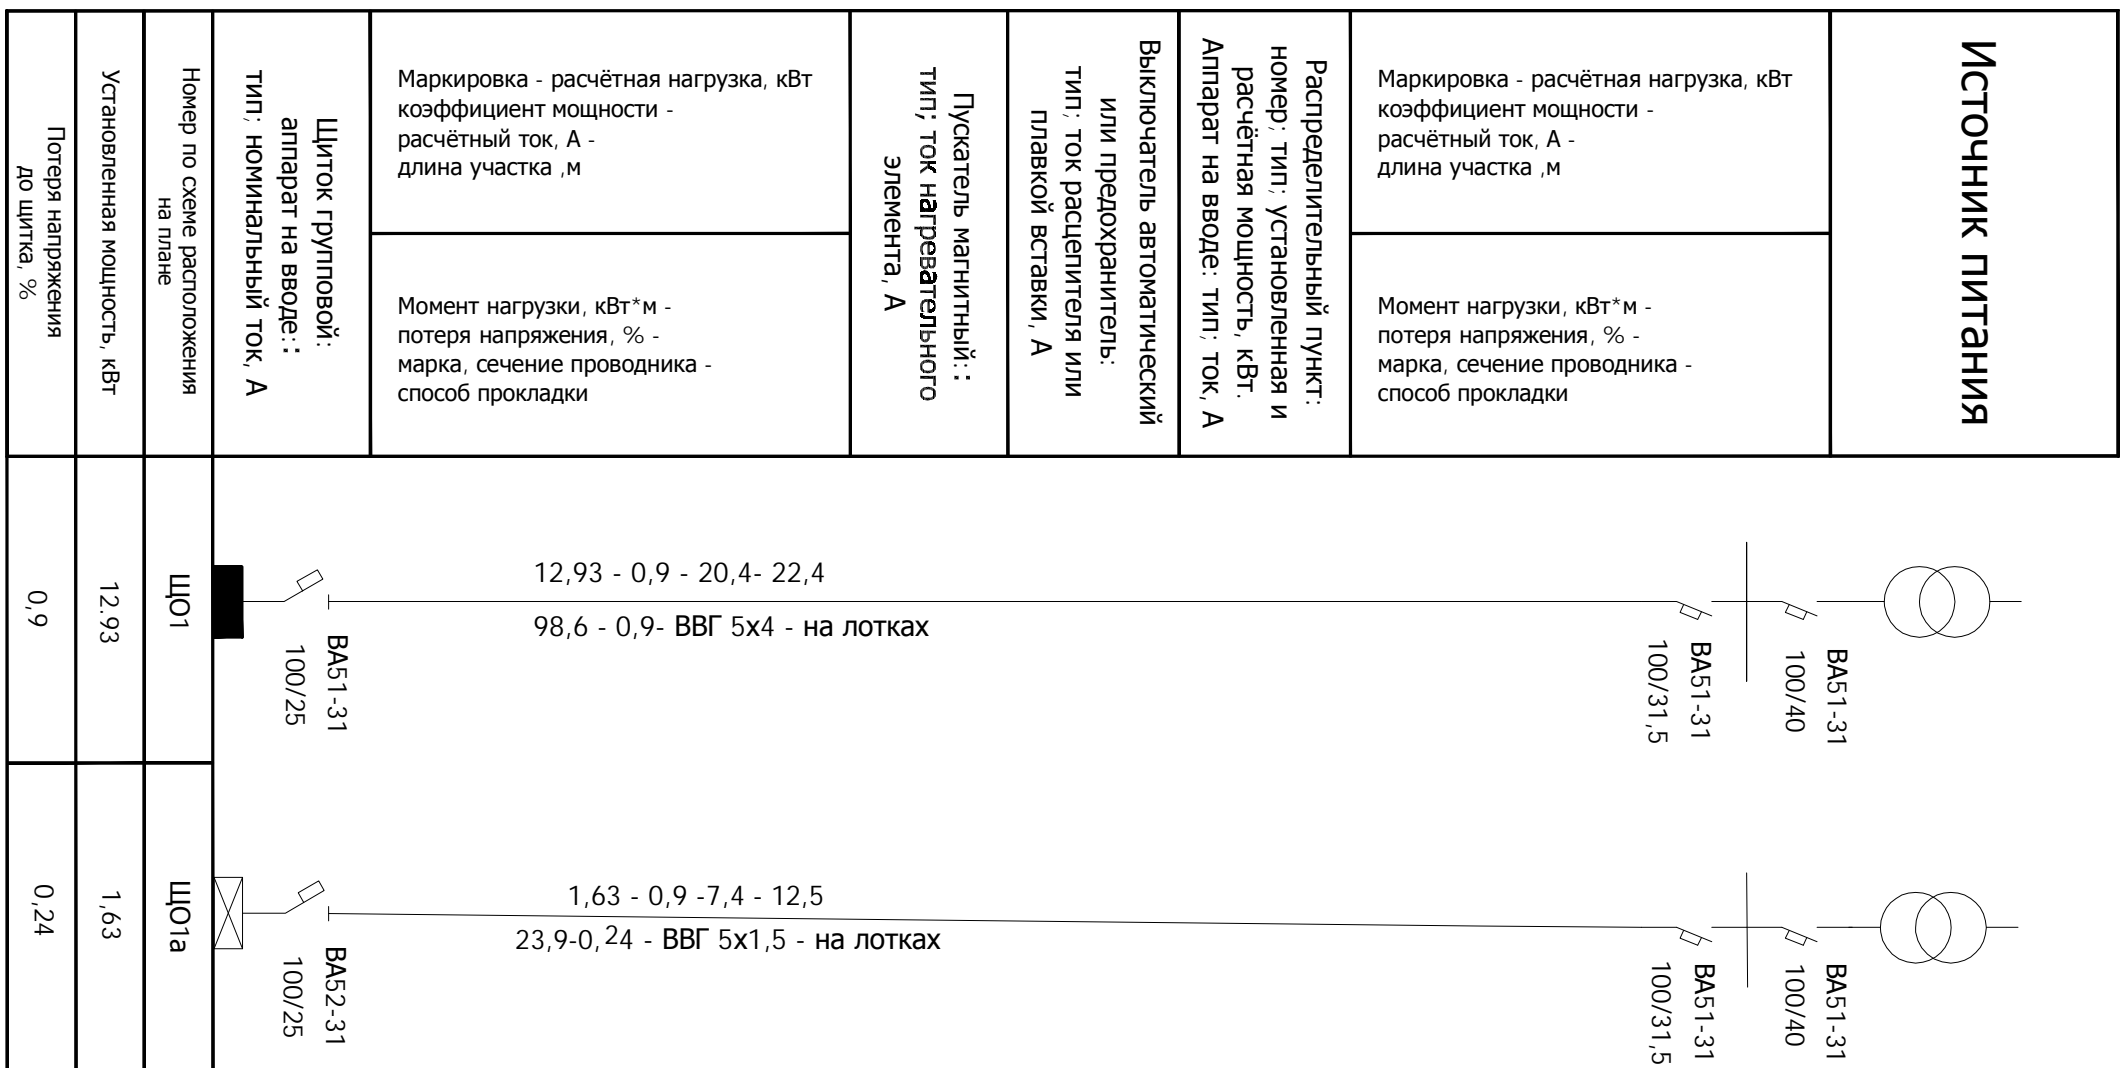 Источник питания
Маркировка - расчётная нагрузка, кВт
коэффициент мощности -
расчётный ток, А -
длина участка ,м
Момент нагрузки, кВт*м -
потеря напряжения, % -
марка, сечение проводника -
способ прокладки
Распределительный пункт:
номер; тип; установленная и
расчётная мощность, кВт.
Аппарат на вводе: тип; ток, А
Выключатель автоматический
или предохранитель:
тип; ток расцепителя или
плавкой вставки, А
Пускатель магнитный::
тип; ток нагревательного
элемента, А
Маркировка - расчётная нагрузка, кВт
коэффициент мощности -
расчётный ток, А -
длина участка ,м
Момент нагрузки, кВт*м -
потеря напряжения, % -
марка, сечение проводника -
способ прокладки
Щиток групповой:
аппарат на вводе::
тип; номинальный ток, А
Номер по схеме расположения
на плане
Установленная мощность, кВт
Потеря напряжения
до щитка, %
ВА51-31
100/40
ВА51-31
100/31,5
12,93 - 0,9 - 20,4- 22,4
98,6 - 0,9- ВВГ 5х4 - на лотках
ВА51-31
100/25
ЩО1
12.93
0,9
ВА51-31
100/40
ВА51-31
100/31,5
1,63 - 0,9 -7,4 - 12,5
23,9-0,24 - ВВГ 5х1,5 - на лотках
ВА52-31
100/25
ЩО1а
1,63
0,24